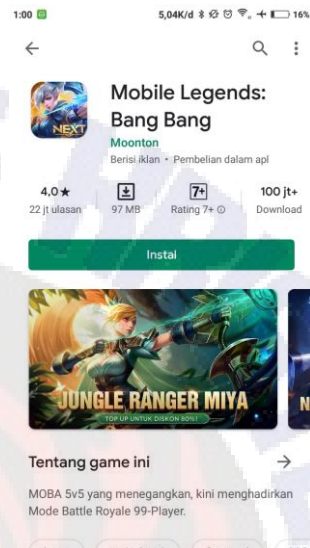 1:00 5,04K/d 16%
Mobile Legends:
Bang Bang
Moonton
Berisi iklan • Pembelian dalam apl
4,0★ 7+ 100 jt+
22 jt ulasan 97 MB Rating 7+ Download
NEXT
Instal
JUNGLE RANGER MIYA
TOP UP UNTUK DISKON 80%!
N
Tentang game ini
MOBA 5v5 yang menegangkan, kini menghadirkan
Mode Battle Royale 99-Player.